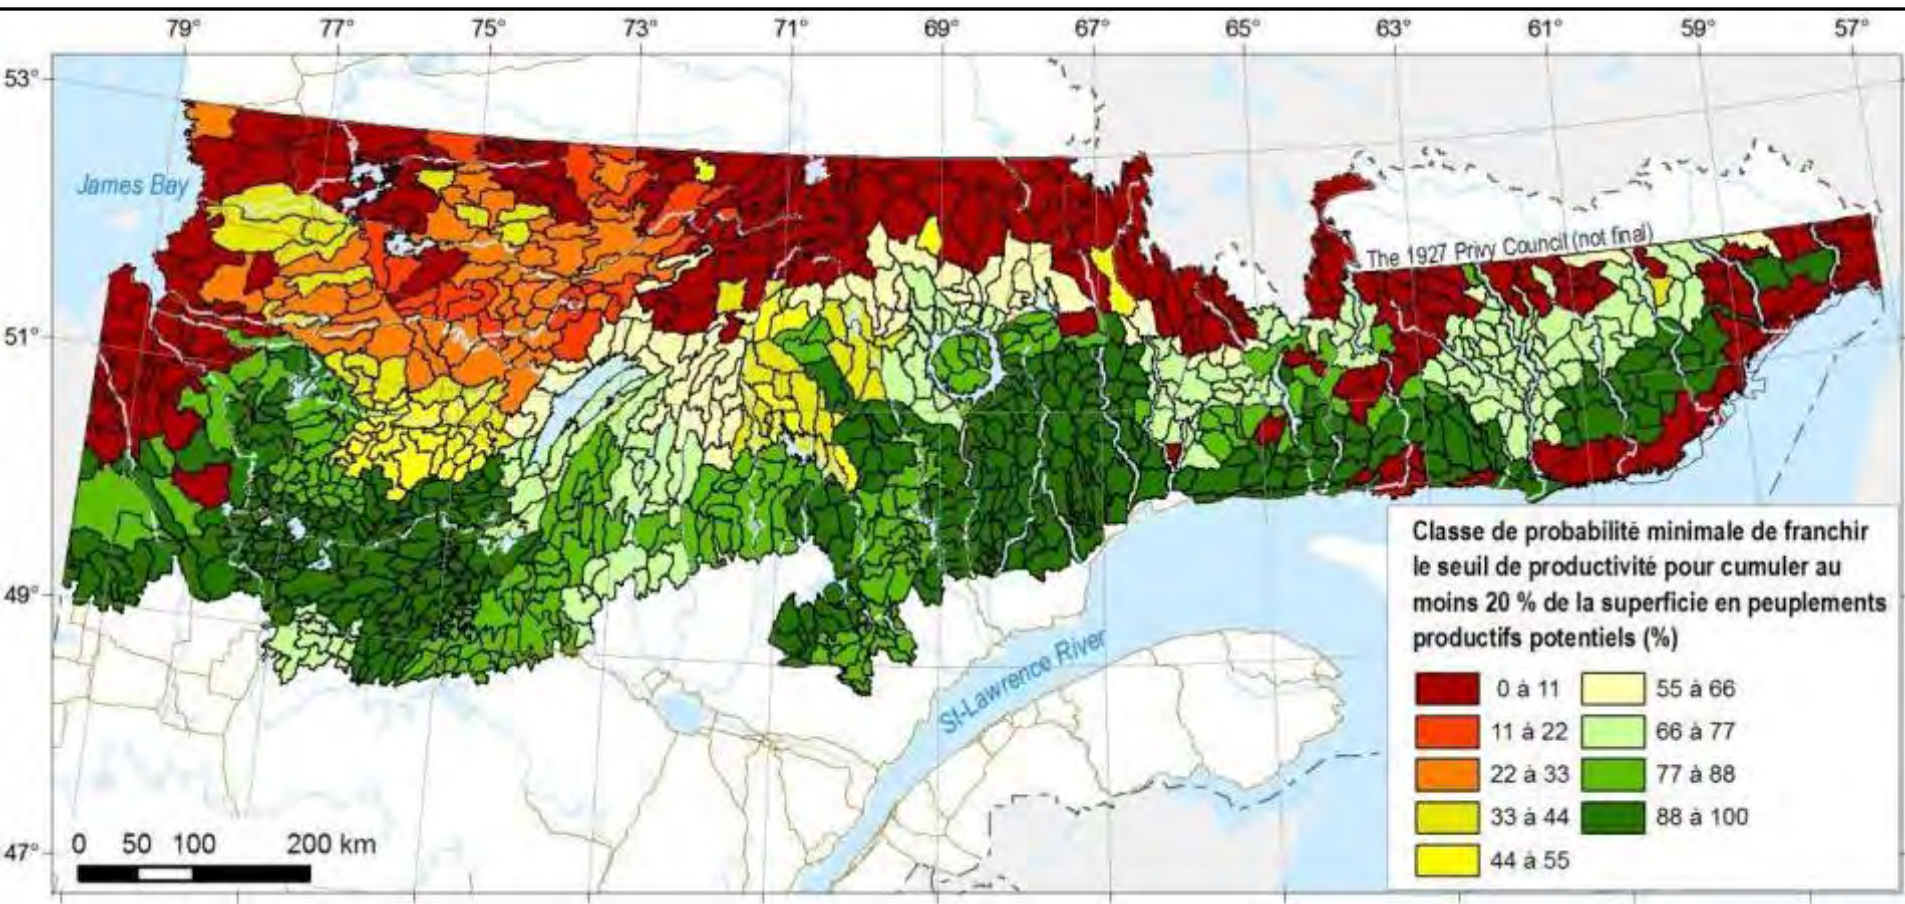 79° 77° 75° 73° 71° 69° 67° 65° 63° 61° 59° 57°
53°
James Bay
The 1927 Privy Council (not final)
51°
Classe de probabilité minimale de franchir
le seuil de productivité pour cumuler au
moins 20 % de la superficie en peuplements
productifs potentiels (%)
0 à 11 55 à 66
11 à 22 66 à 77
22 à 33 77 à 88
33 à 44 88 à 100
44 à 55
49°
St-Lawrence River
0 50 100 200 km
47°